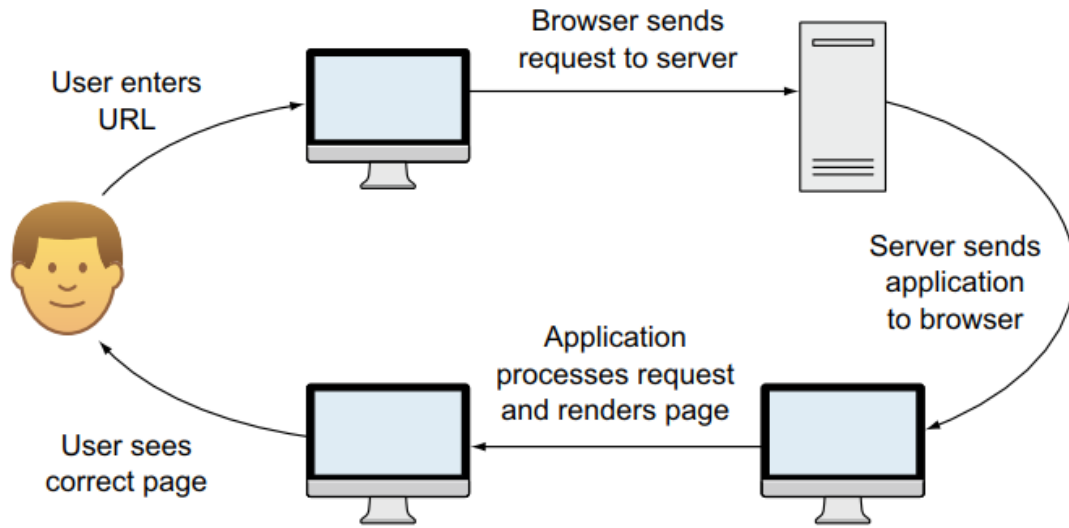 User enters
URL
Browser sends
request to server
Server sends
application
to browser
Application
processes request
and renders page
User sees
correct page